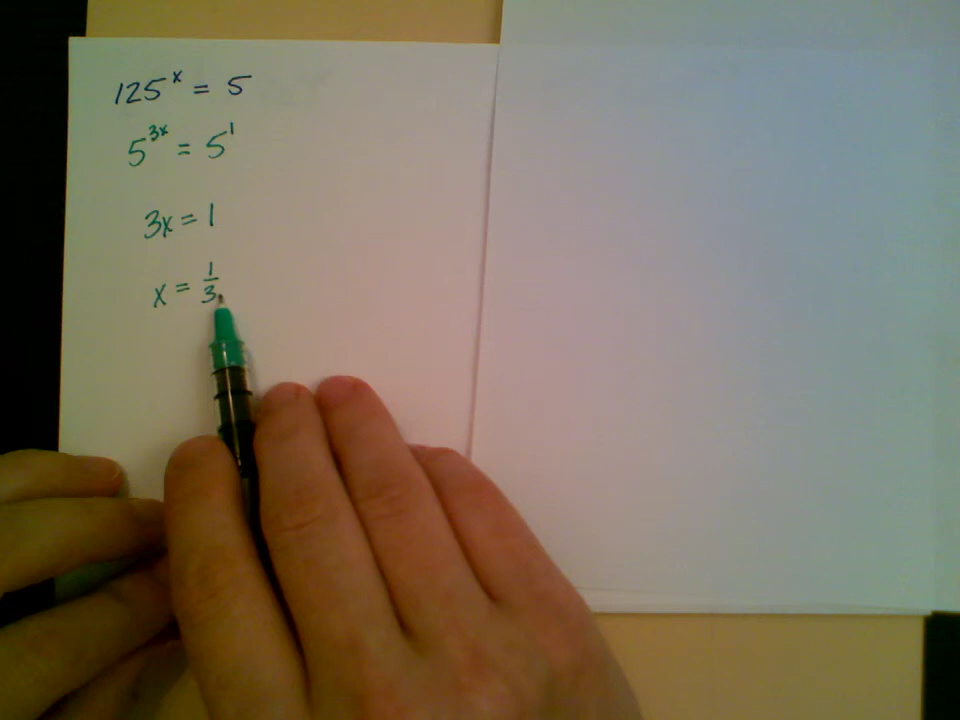 125^x = 5
5^3x = 5^1
3x = 1
x = 1/3